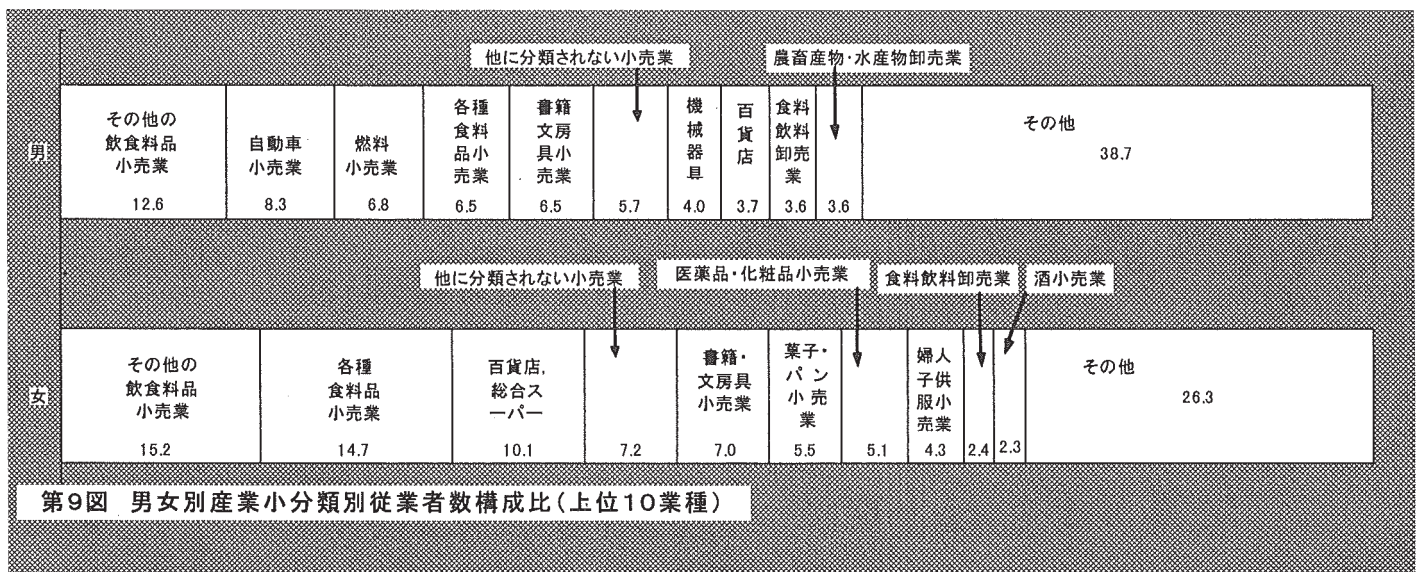 他に分類されない小売業
農畜産物・水産物卸売業
男
その他の
飲食料品
小売業
12.6
自動車
小売業
8.3
燃料
小売業
6.8
各種
食料
品小
売業
6.5
書籍
文房
具小
売業
6.5
5.7
機
械
器
具
4.0
百
貨
店
3.7
食料
飲料
卸売
業
3.6
3.6
その他
38.7
他に分類されない小売業
医薬品・化粧品小売業
食料飲料卸売業
酒小売業
女
その他の
飲食料品
小売業
15.2
各種
食料品
小売業
14.7
百貨店,
総合ス
ーパー
10.1
7.2
書籍・
文房具
小売業
7.0
菓子・
パン
小売
業
5.5
5.1
婦人
子供
服小
売業
4.3
2.4
2.3
その他
26.3
第9図 男女別産業小分類別従業者数構成比(上位10業種)